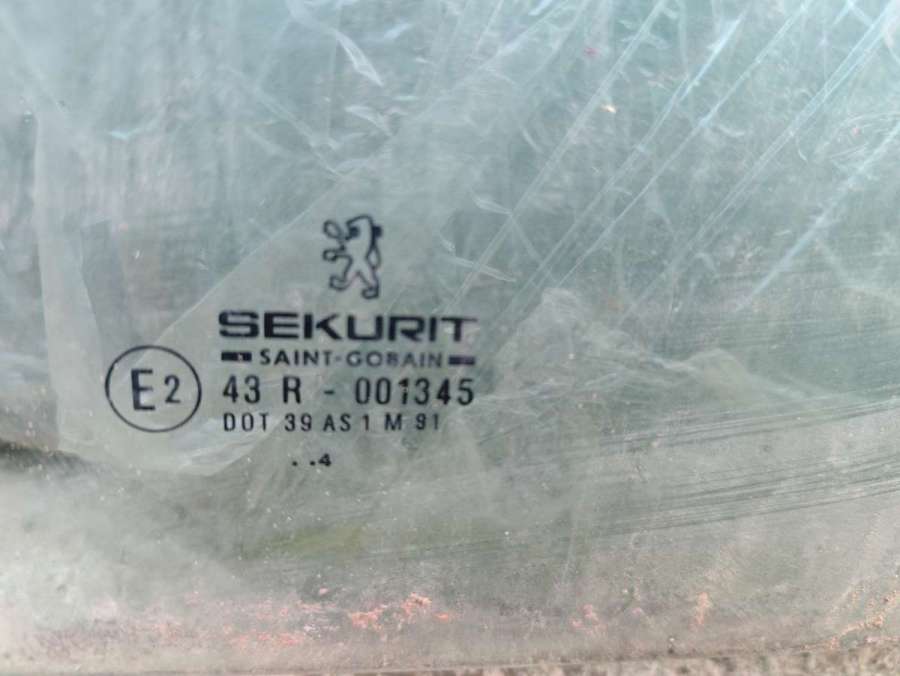 SEKURIT
SAINT-GOBAIN
E2 43 R - 001345
DOT 39 AS 1 M 91
. .4